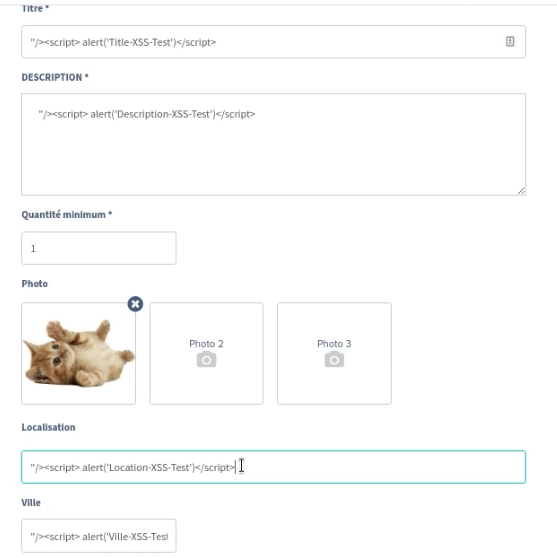 Titre *
"/><script> alert('Title-XSS-Test')</script>
DESCRIPTION *
"/><script> alert('Description-XSS-Test')</script>
Quantité minimum *
1
Photo
Photo 2
Photo 3
Localisation
"/><script> alert('Location-XSS-Test')</script>
Ville
"/><script> alert('Ville-XSS-Test